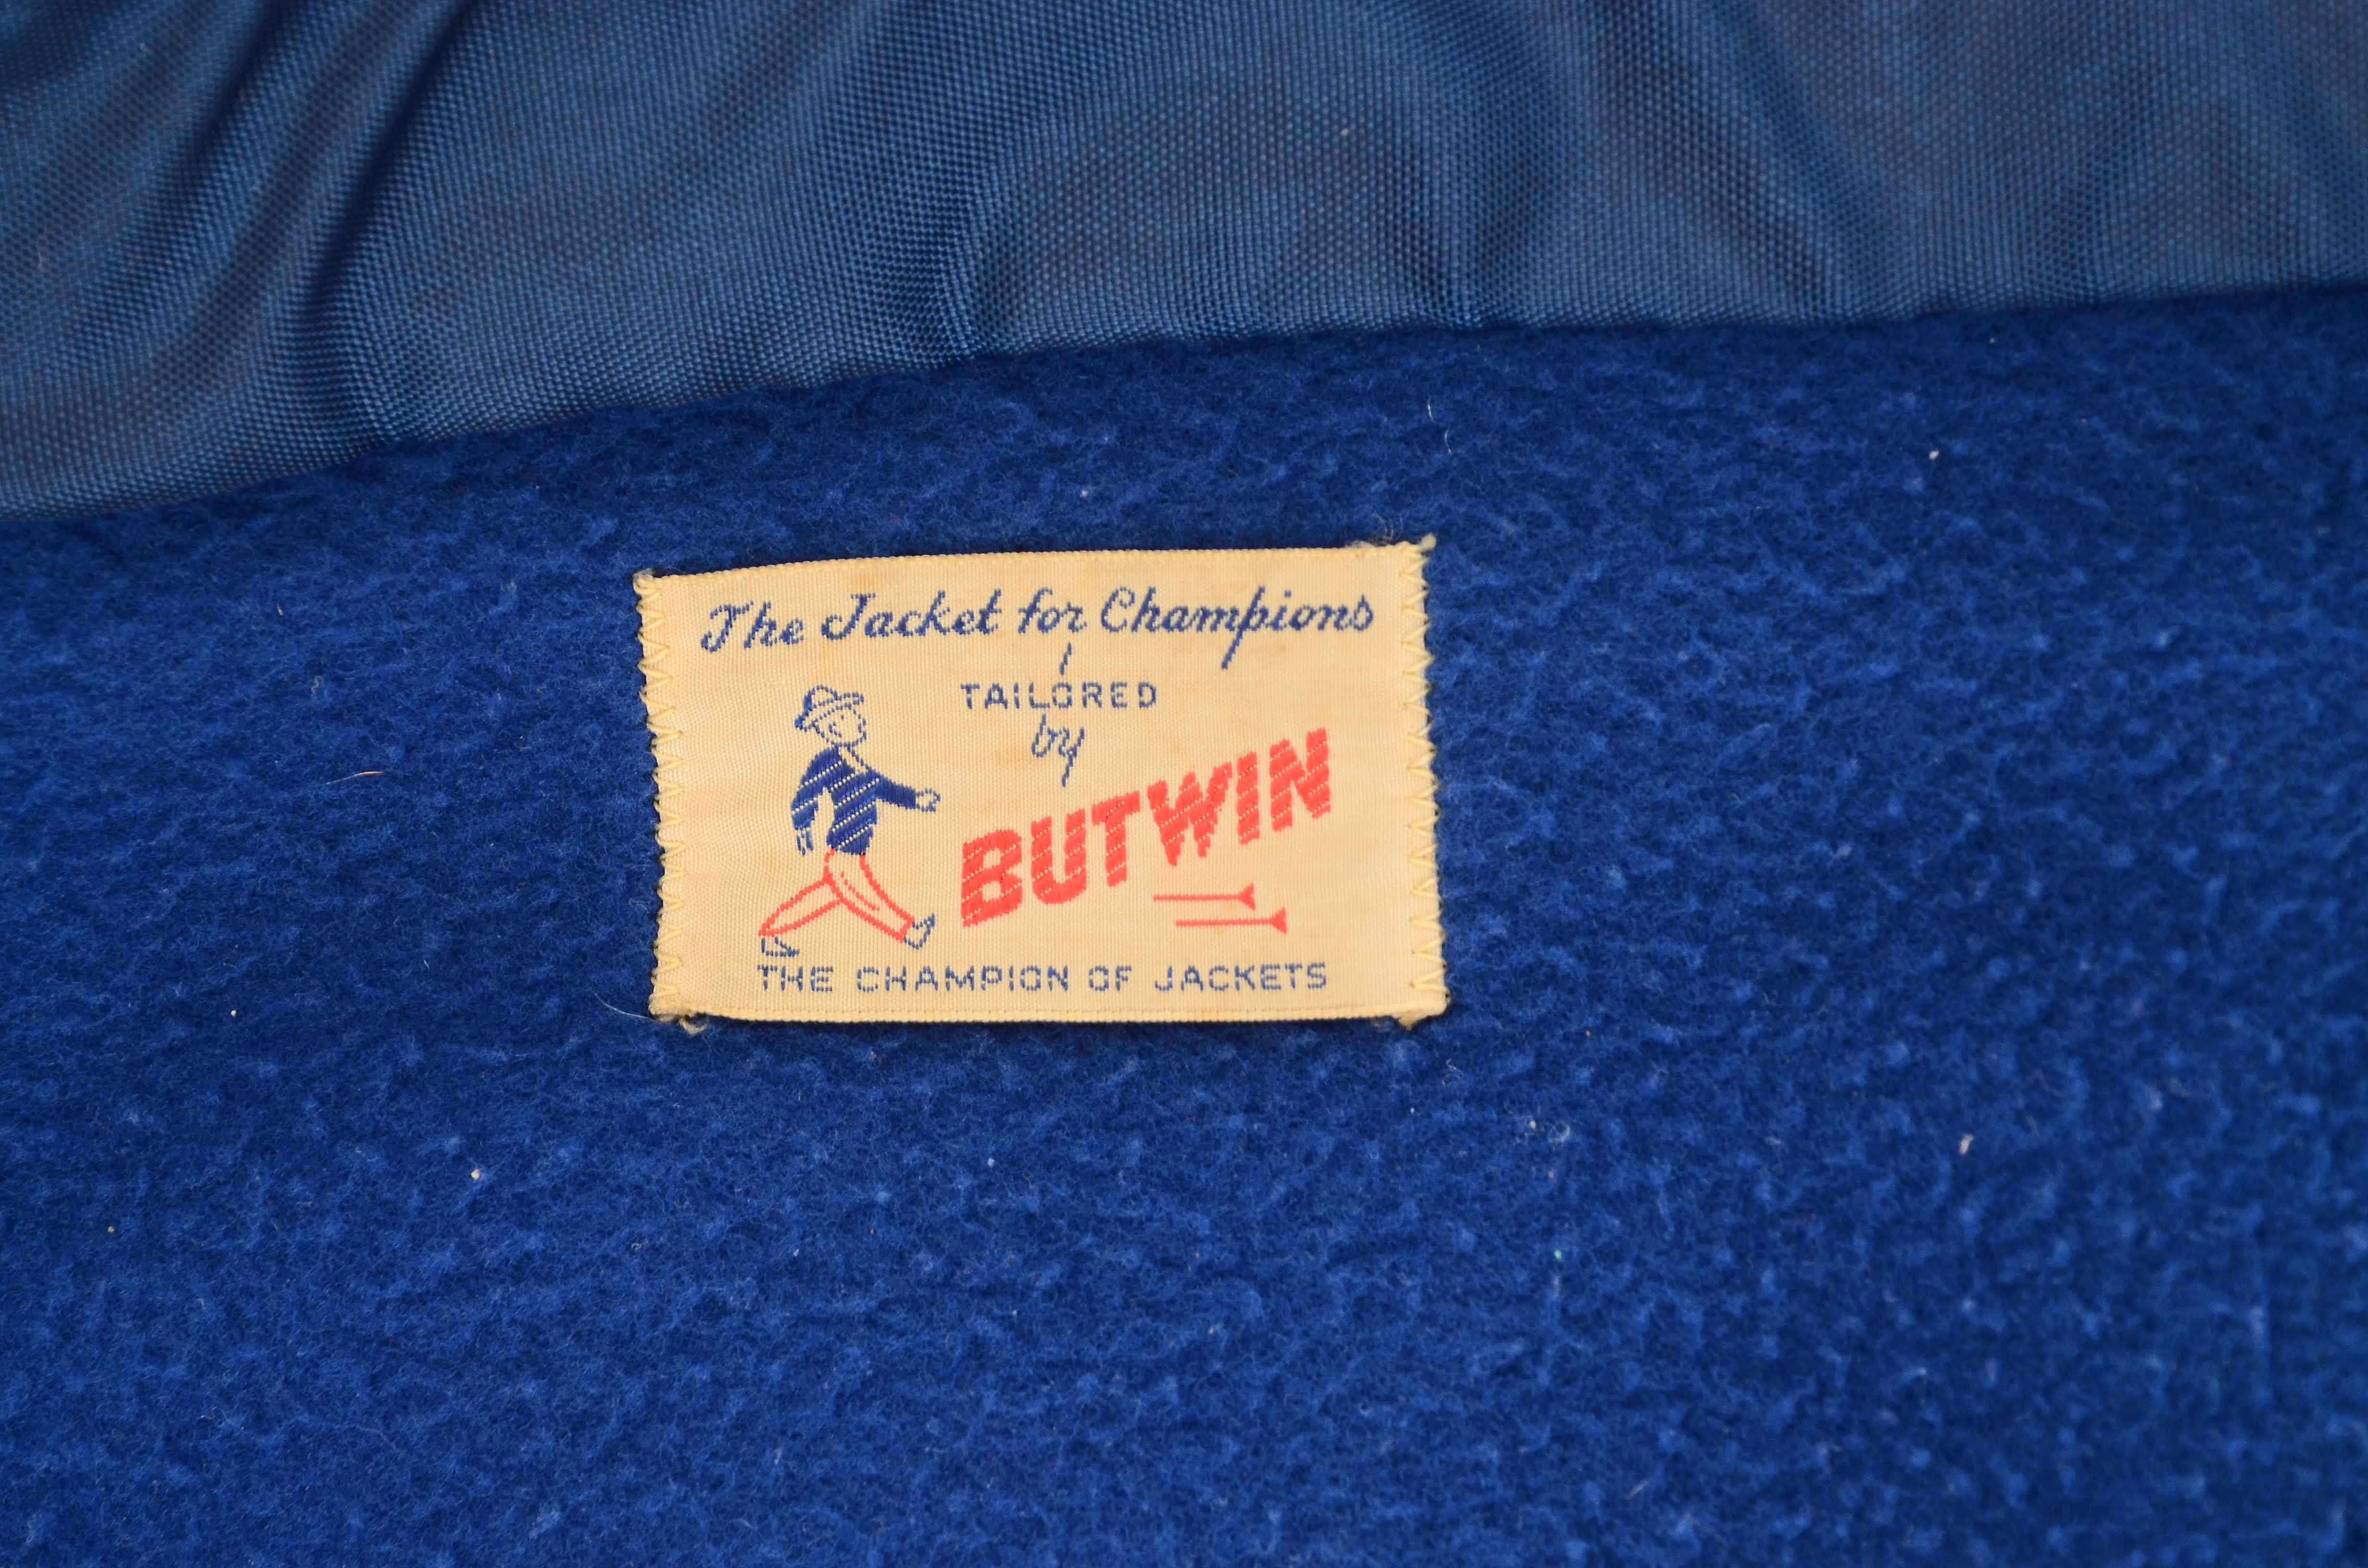 The Jacket for Champions
TAILORED
by
BUTWIN
THE CHAMPION OF JACKETS